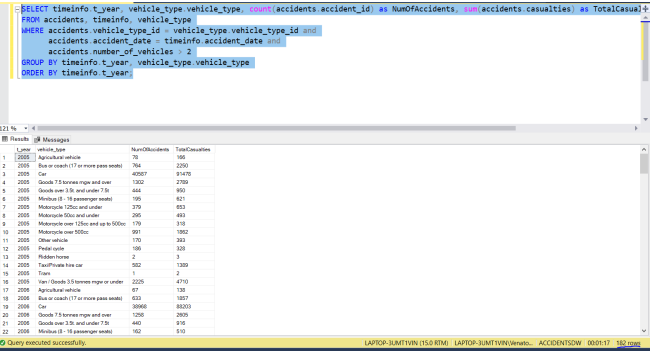 SELECT timeinfo.t_year, vehicle_type.vehicle_type, count(accidents.accident_id) as NumOfAccidents, sum(accidents.casualties) as TotalCasual
FROM accidents, timeinfo, vehicle_type
WHERE accidents.vehicle_type_id = vehicle_type.vehicle_type_id and
accidents.accident_date = timeinfo.accident_date and
accidents.number_of_vehicles > 2
GROUP BY timeinfo.t_year, vehicle_type.vehicle_type
ORDER BY timeinfo.t_year;
121 %
Results Messages
t_year vehicle_type NumOfAccidents TotalCasualties
1 2005 Agricultural vehicle 78 166
2 2005 Bus or coach (17 or more pass seats) 764 2250
3 2005 Car 40587 91478
4 2005 Goods 7.5 tonnes mgw and over 1302 2789
5 2005 Goods over 3.5t. and under 7.5t 444 950
6 2005 Minibus (8 - 16 passenger seats) 195 621
7 2005 Motorcycle 125cc and under 379 653
8 2005 Motorcycle 50cc and under 295 493
9 2005 Motorcycle over 125cc and up to 500cc 179 318
10 2005 Motorcycle over 500cc 991 1862
11 2005 Other vehicle 170 393
12 2005 Pedal cycle 186 328
13 2005 Ridden horse 2 3
14 2005 Taxi/Private hire car 582 1389
15 2005 Tram 1 2
16 2005 Van / Goods 3.5 tonnes mgw or under 2225 4710
17 2006 Agricultural vehicle 67 138
18 2006 Bus or coach (17 or more pass seats) 633 1857
19 2006 Car 38968 88203
20 2006 Goods 7.5 tonnes mgw and over 1258 2605
21 2006 Goods over 3.5t. and under 7.5t 440 916
22 2006 Minibus (8 - 16 passenger seats) 162 510
Query executed successfully. LAPTOP-3UMT1VIN (15.0 RTM) LAPTOP-3UMT1VIN\Venato... ACCIDENTSDW 00:01:17 182 rows